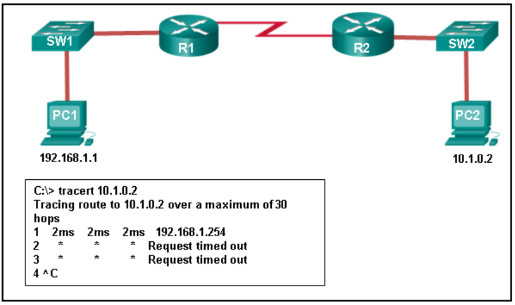 SW1
R1
R2
SW2
PC1
PC2
192.168.1.1
10.1.0.2
C:\> tracert 10.1.0.2
Tracing route to 10.1.0.2 over a maximum of 30
hops
1 2ms 2ms 2ms 192.168.1.254
2 * * * Request timed out
3 * * * Request timed out
4 ^C